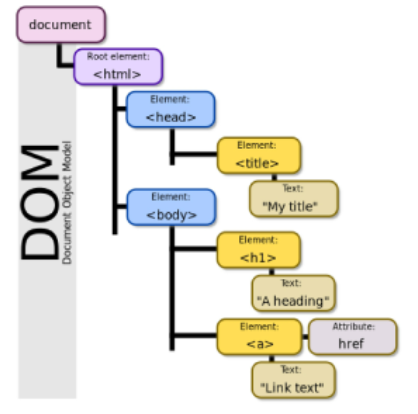 document
Root element:
<html>
Element:
<head>
Element:
<title>
Text:
"My title"
Element:
<body>
Element:
<h1>
Text:
"A heading"
Element:
<a>
Attribute:
href
Text:
"Link text"
DOM
Document Object Model